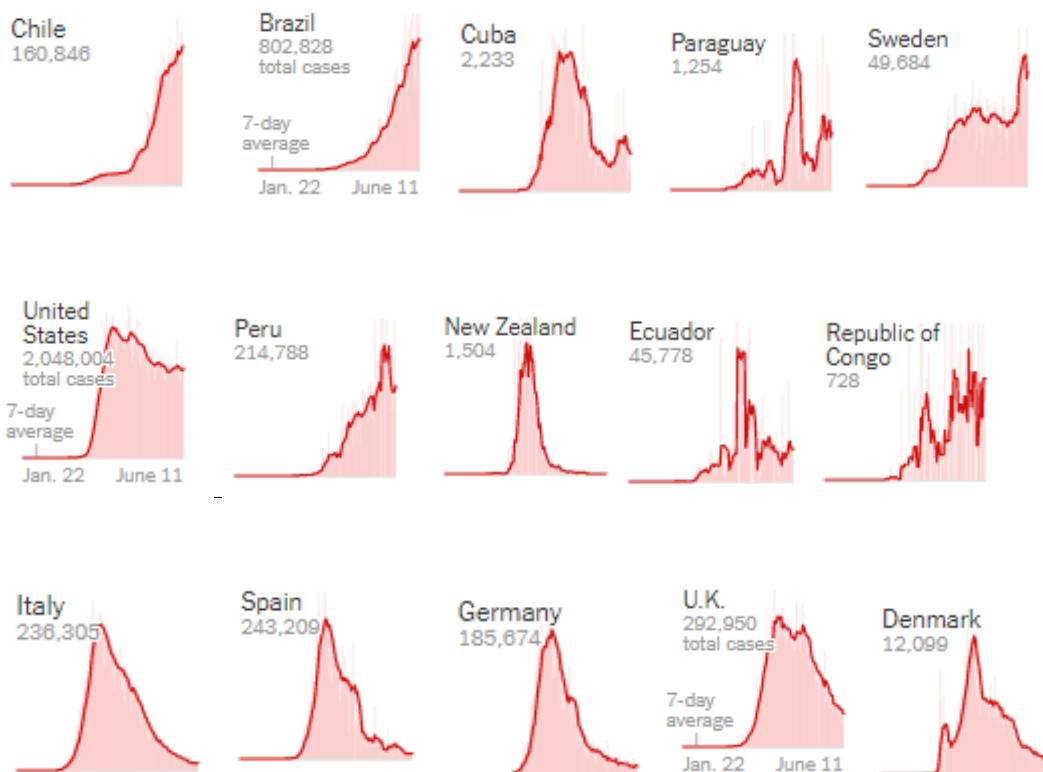 Chile
160,846
Brazil
802,828
total cases
7-day
average
Jan. 22 June 11
Cuba
2,233
Paraguay
1,254
Sweden
49,684
United
States
2,048,004
total cases
7-day
average
Jan. 22 June 11
Peru
214,788
New Zealand
1,504
Ecuador
45,778
Republic of
Congo
728
Italy
236,305
Spain
243,209
Germany
185,674
U.K.
292,950
total cases
7-day
average
Jan. 22 June 11
Denmark
12,099